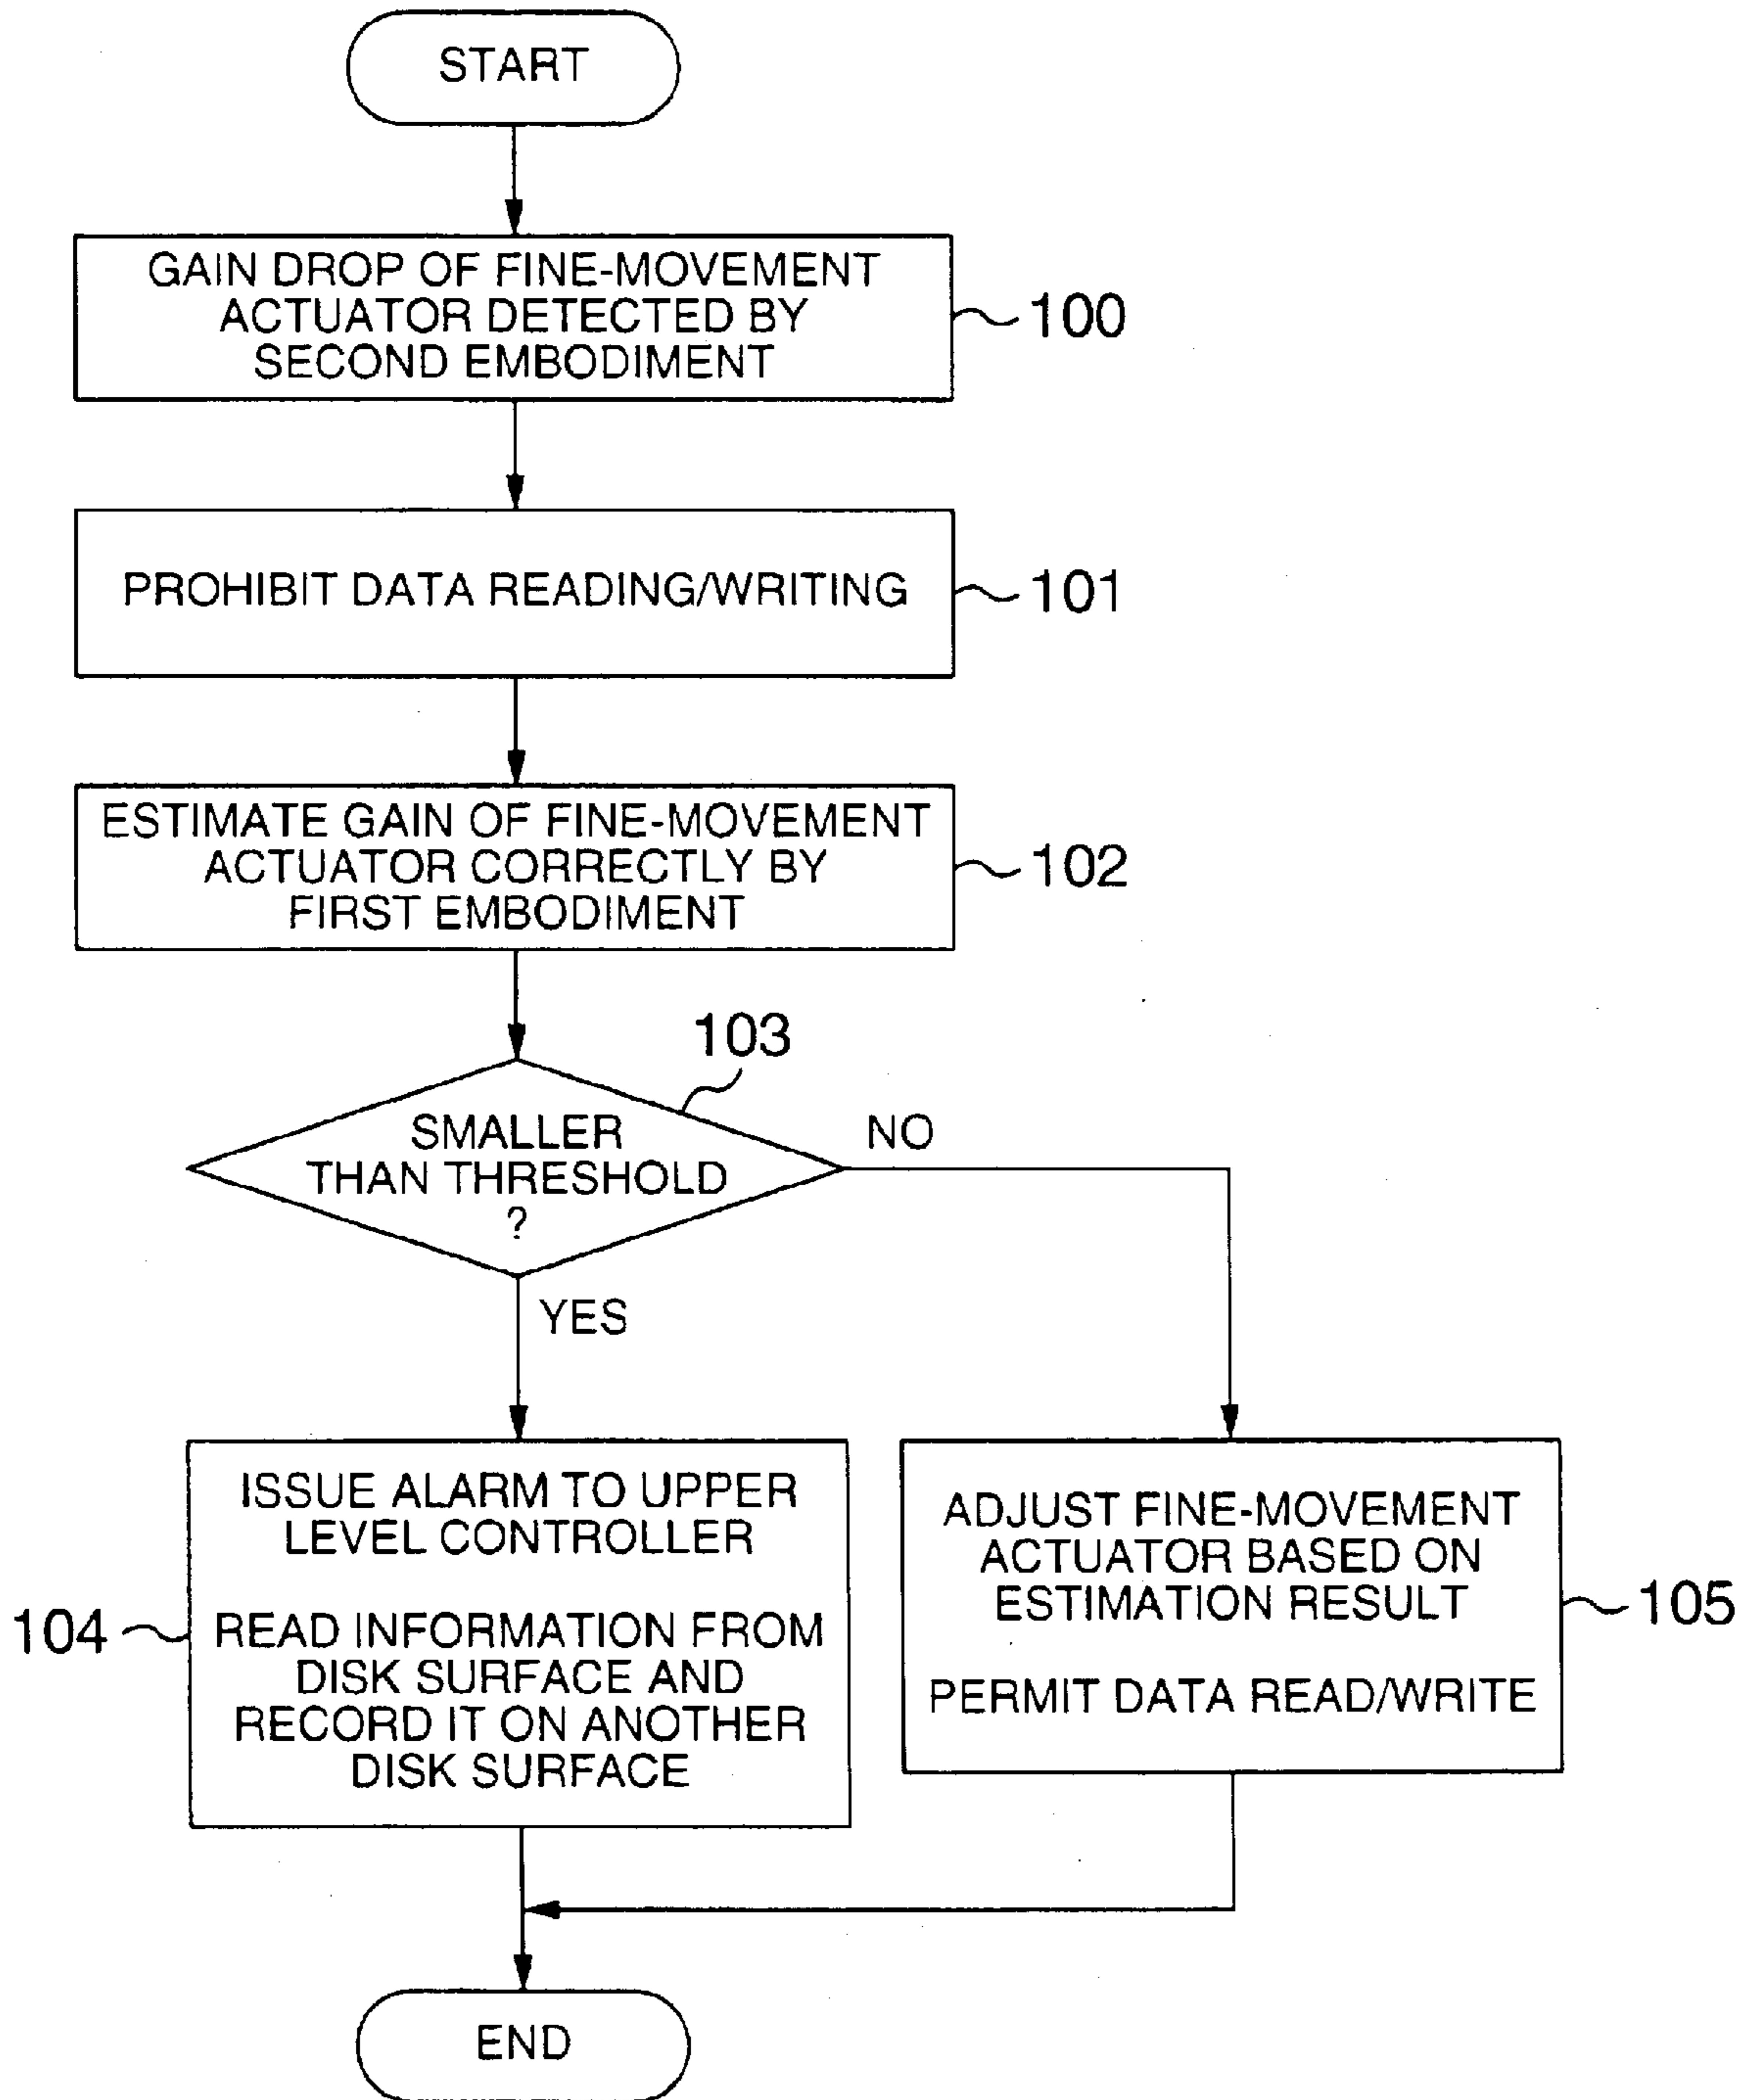 START
GAIN DROP OF FINE-MOVEMENT
ACTUATOR DETECTED BY
SECOND EMBODIMENT
100
PROHIBIT DATA READING/WRITING
101
ESTIMATE GAIN OF FINE-MOVEMENT
ACTUATOR CORRECTLY BY
FIRST EMBODIMENT
102
103
SMALLER
THAN THRESHOLD
?
NO
YES
ISSUE ALARM TO UPPER
LEVEL CONTROLLER
READ INFORMATION FROM
DISK SURFACE AND
RECORD IT ON ANOTHER
DISK SURFACE
104
ADJUST FINE-MOVEMENT
ACTUATOR BASED ON
ESTIMATION RESULT
PERMIT DATA READ/WRITE
105
END